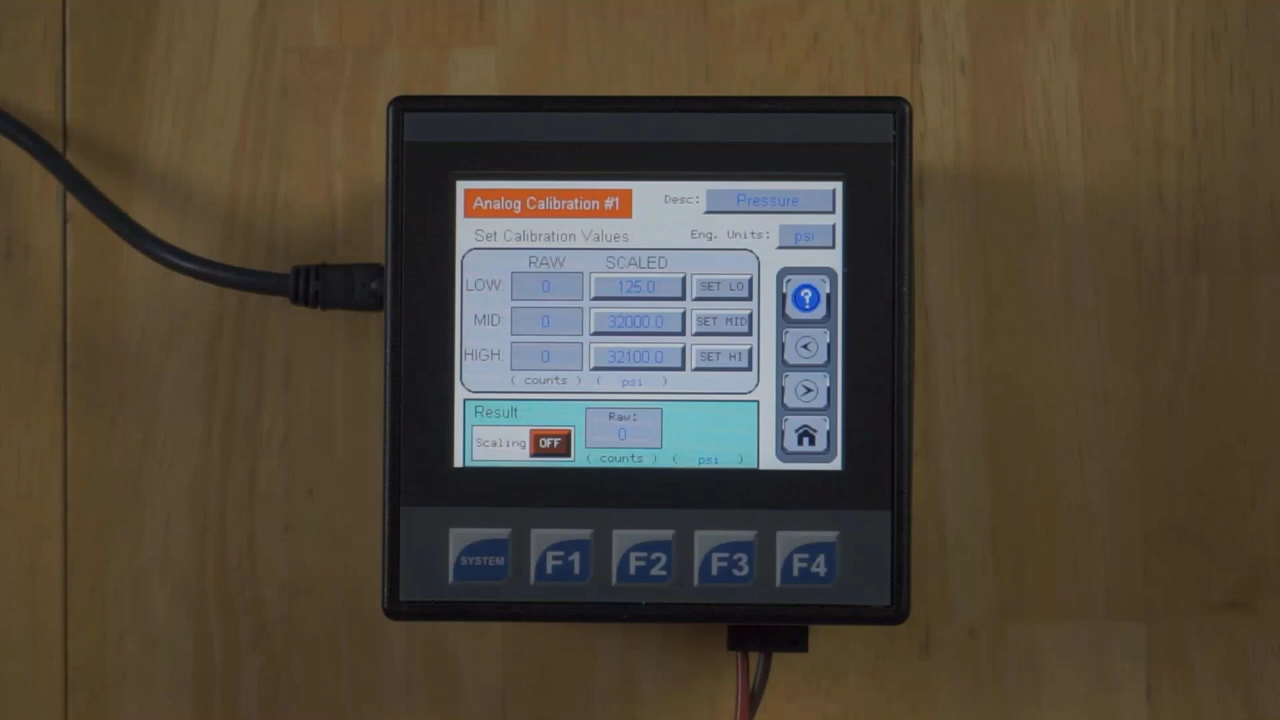 Analog Calibration #1 Desc: Pressure
Set Calibration Values Eng. Units: psi
RAW SCALED
LOW: 0 125.0 SET LO
MID: 0 32000.0 SET MID
HIGH: 0 32100.0 SET HI
( counts ) ( psi )
Result: Raw:
Scaling OFF 0
( counts ) ( psi )
SYSTEM F1 F2 F3 F4